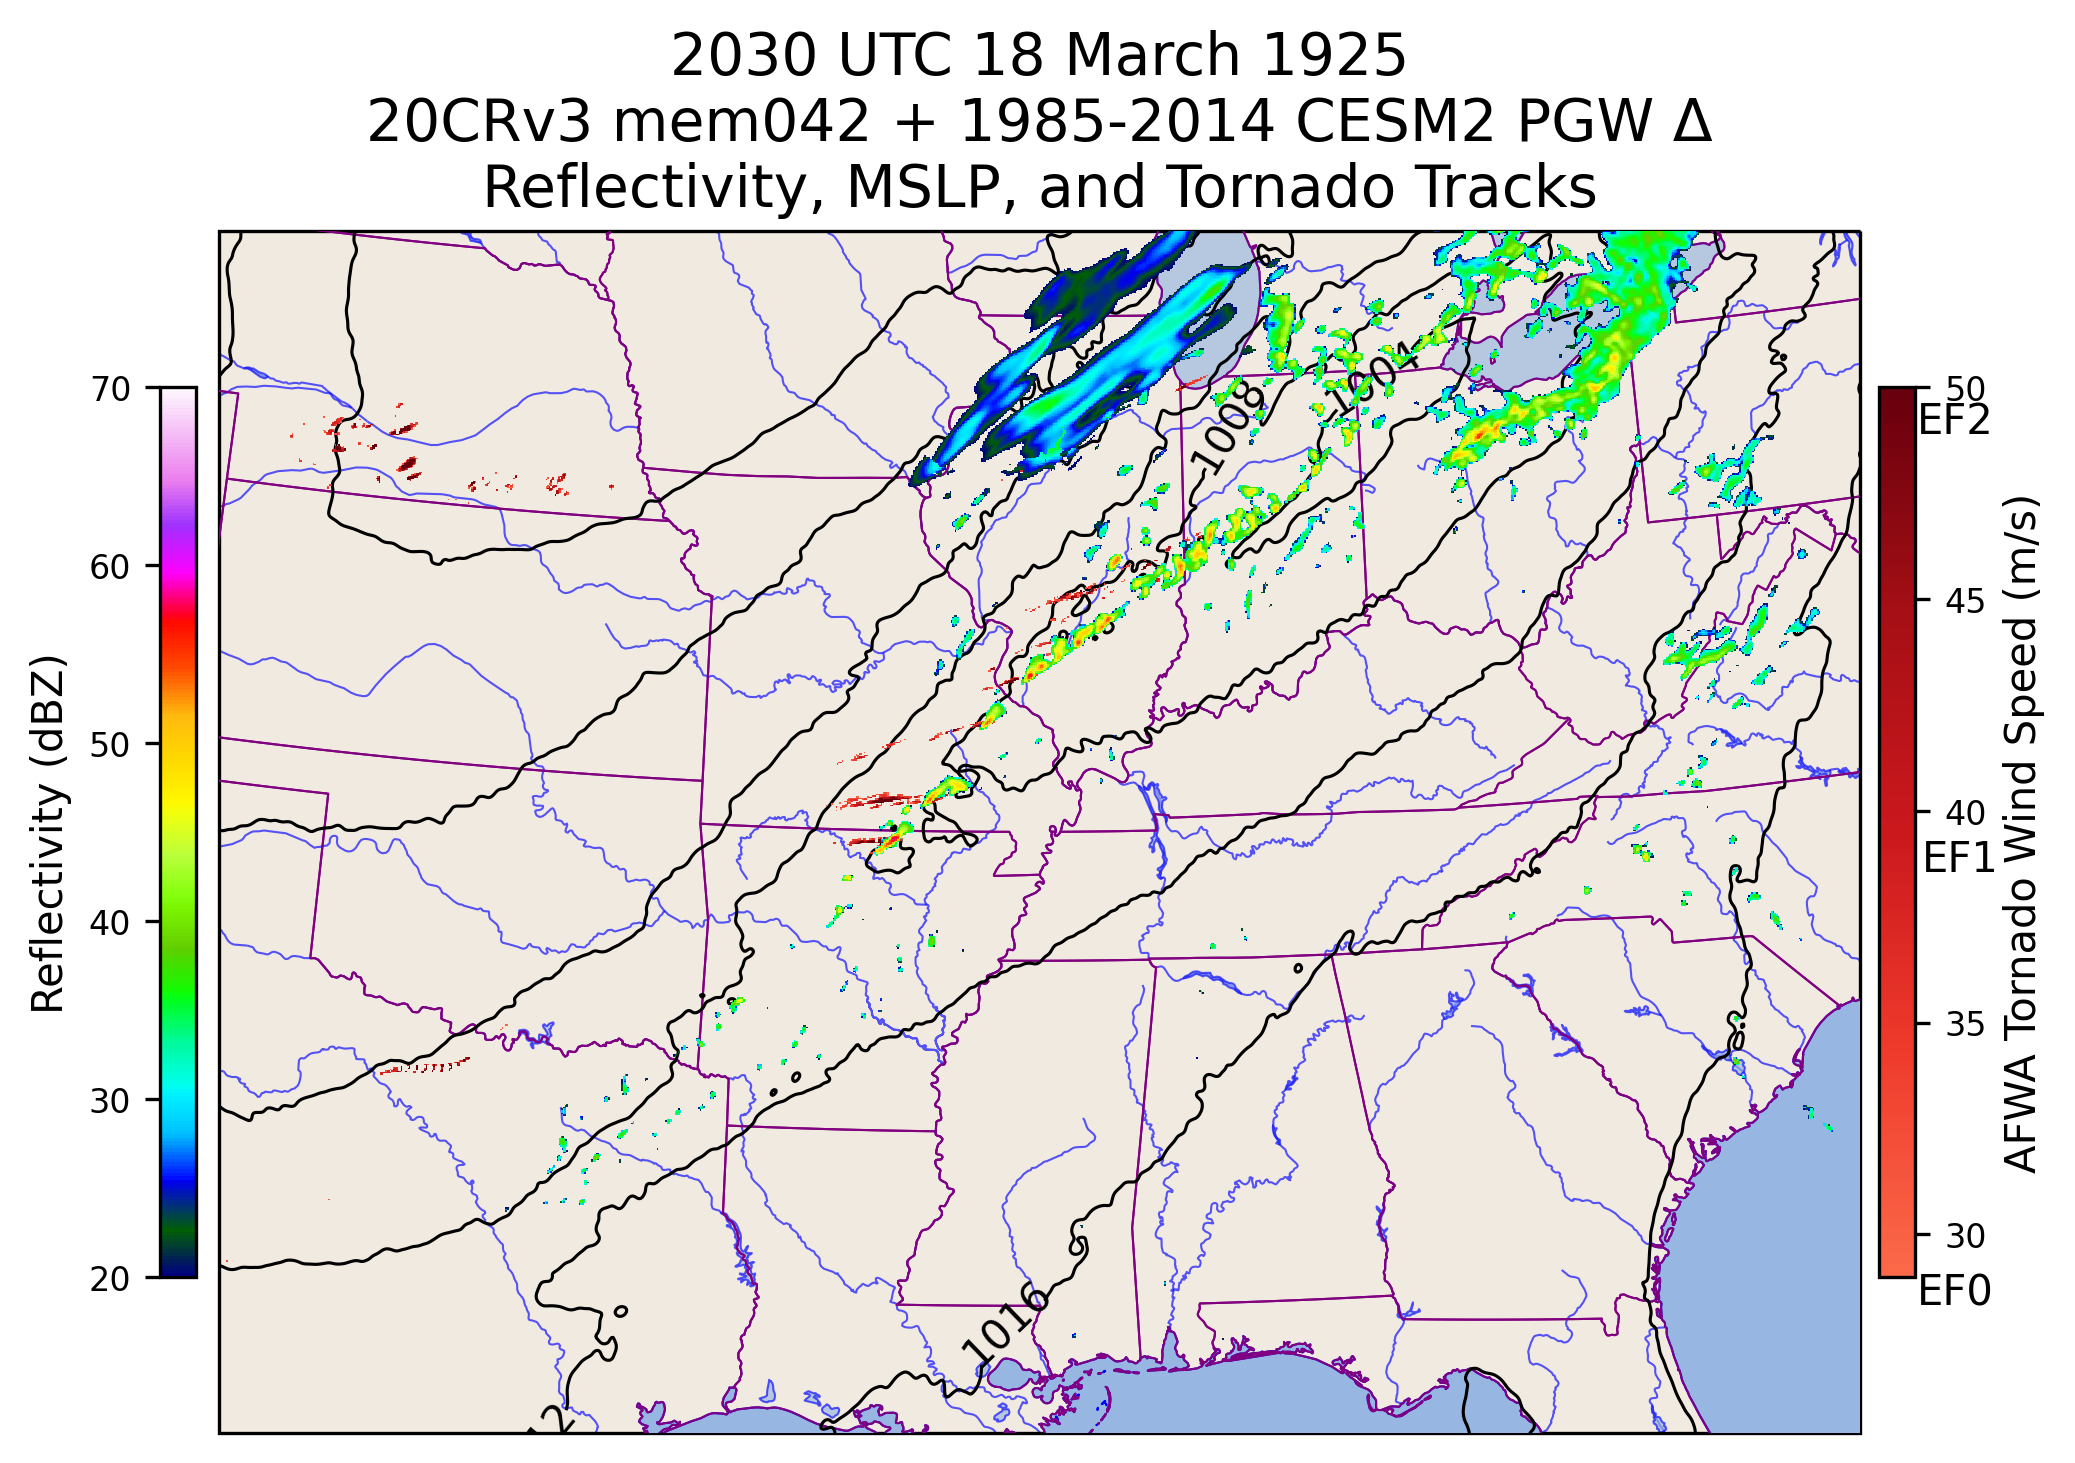 2030 UTC 18 March 1925
20CRv3 mem042 + 1985-2014 CESM2 PGW Δ
Reflectivity, MSLP, and Tornado Tracks
70
60
50
40
30
20
Reflectivity (dBZ)
1004
1008
1016
12
50
EF2
45
40
EF1
35
30
EF0
AFWA Tornado Wind Speed (m/s)